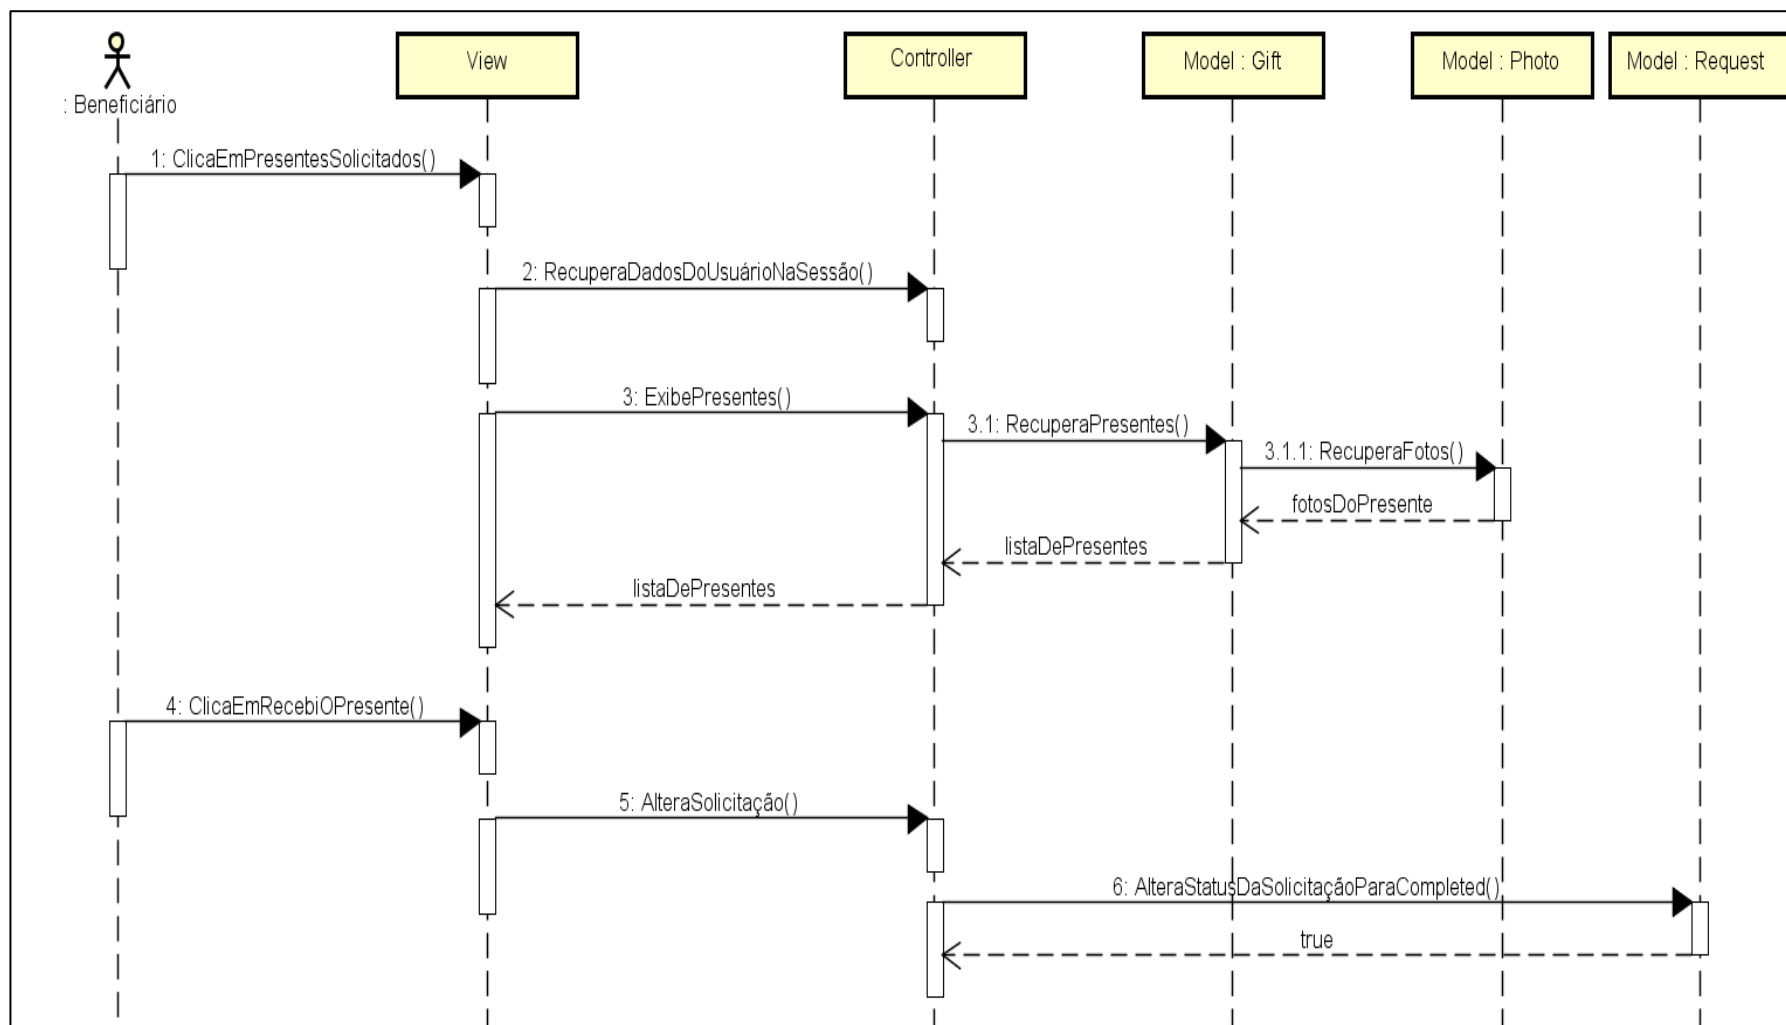 : Beneficiário
View
Controller
Model : Gift
Model : Photo
Model : Request
1: ClicaEmPresentesSolicitados()
2: RecuperaDadosDoUsuárioNaSessão()
3: ExibePresentes()
3.1: RecuperaPresentes()
3.1.1: RecuperaFotos()
fotosDoPresente
listaDePresentes
listaDePresentes
4: ClicaEmRecebiOPresente()
5: AlteraSolicitação()
6: AlteraStatusDaSolicitaçãoParaCompleted()
true